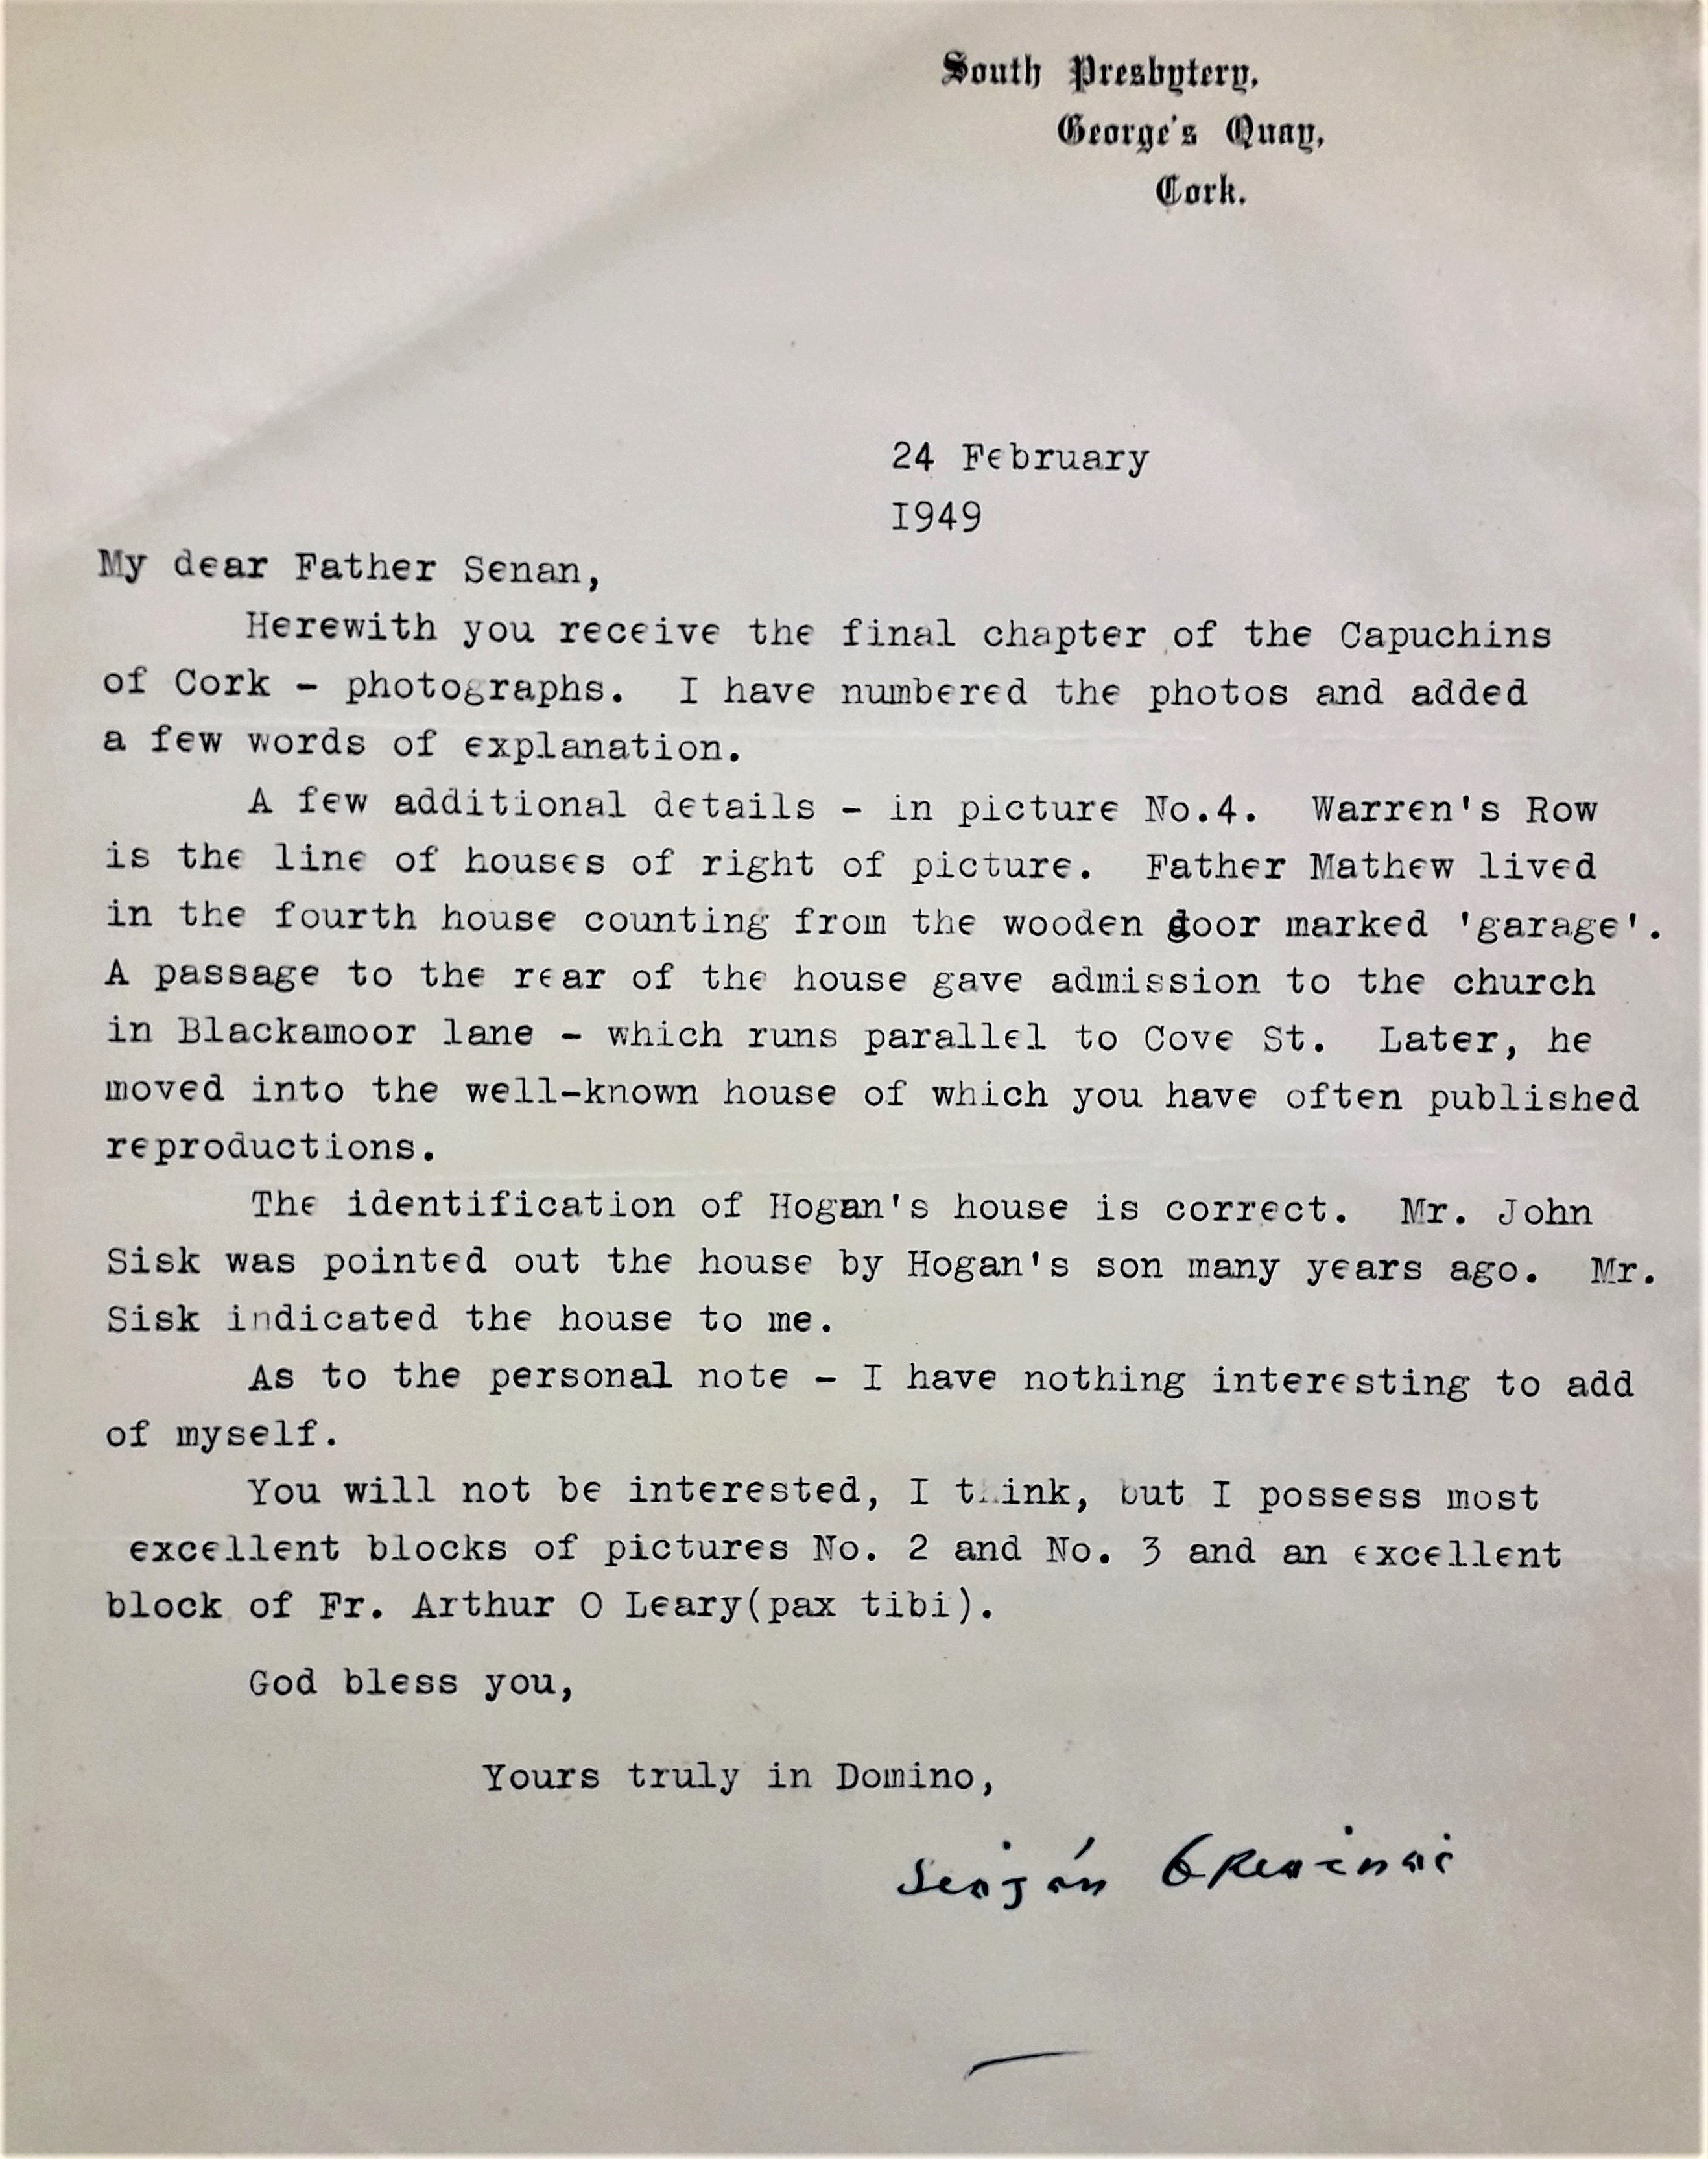 South Presbytery,
George's Quay,
Cork.
24 February
I949
My dear Father Senan,
Herewith you receive the final chapter of the Capuchins
of Cork - photographs. I have numbered the photos and added
a few words of explanation.
A few additional details - in picture No.4. Warren's Row
is the line of houses of right of picture. Father Mathew lived
in the fourth house counting from the wooden door marked 'garage'.
A passage to the rear of the house gave admission to the church
in Blackamoor lane - which runs parallel to Cove St. Later, he
moved into the well-known house of which you have often published
reproductions.
The identification of Hogan's house is correct. Mr. John
Sisk was pointed out the house by Hogan's son many years ago. Mr.
Sisk indicated the house to me.
As to the personal note - I have nothing interesting to add
of myself.
You will not be interested, I think, but I possess most
excellent blocks of pictures No. 2 and No. 3 and an excellent
block of Fr. Arthur O Leary(pax tibi).
God bless you,
Yours truly in Domino,